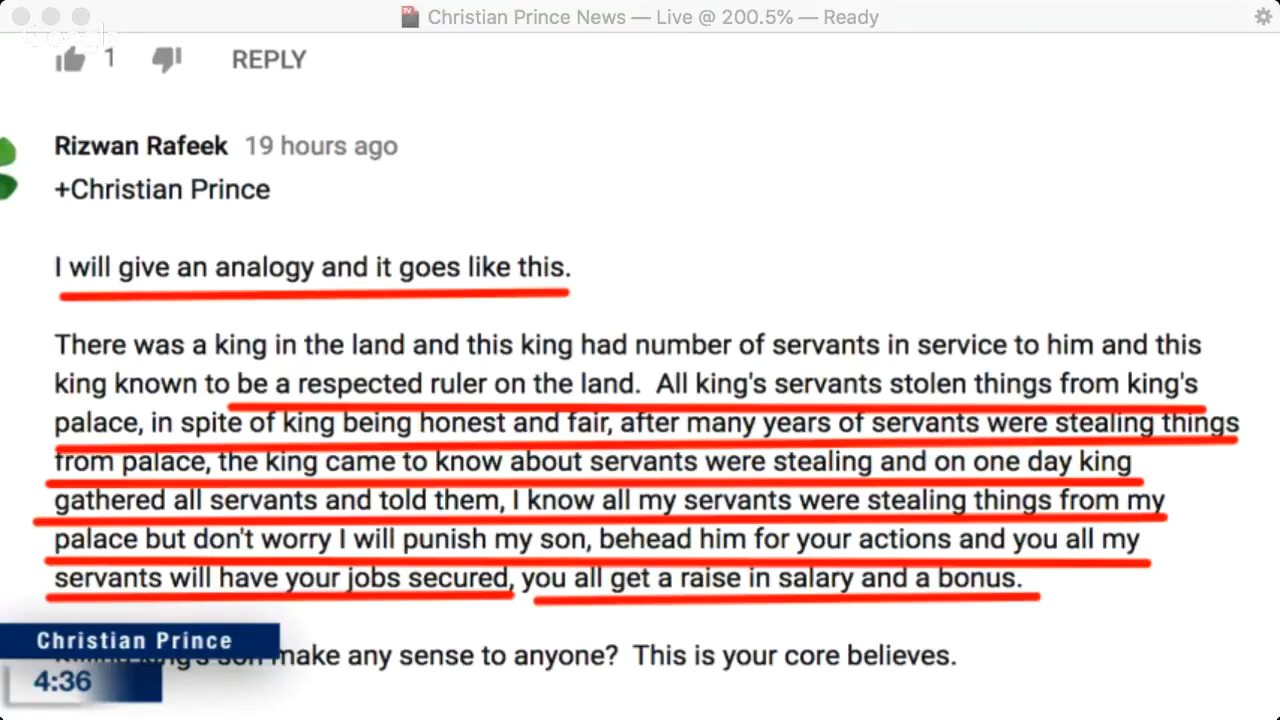 Christian Prince News — Live @ 200.5% — Ready
Google
1 REPLY
Rizwan Rafeek 19 hours ago
+Christian Prince
I will give an analogy and it goes like this.
There was a king in the land and this king had number of servants in service to him and this
king known to be a respected ruler on the land. All king's servants stolen things from king's
palace, in spite of king being honest and fair, after many years of servants were stealing things
from palace, the king came to know about servants were stealing and on one day king
gathered all servants and told them, I know all my servants were stealing things from my
palace but don't worry I will punish my son, behead him for your actions and you all my
servants will have your jobs secured, you all get a raise in salary and a bonus.
Christian Prince
king's son make any sense to anyone? This is your core believes.
4:36